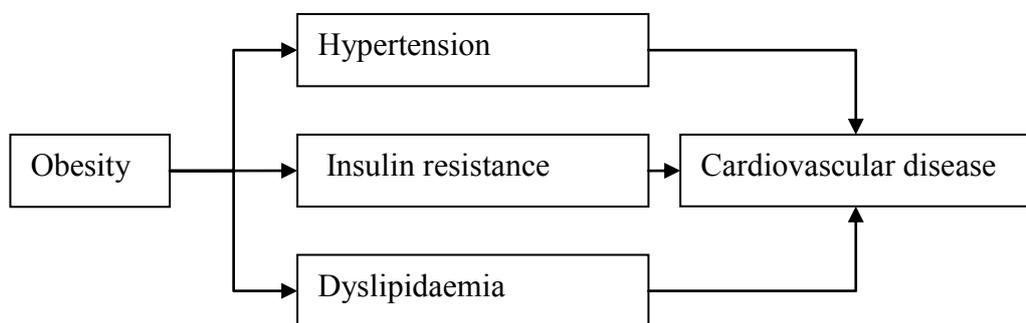 Hypertension
Obesity
Insulin resistance
Cardiovascular disease
Dyslipidaemia